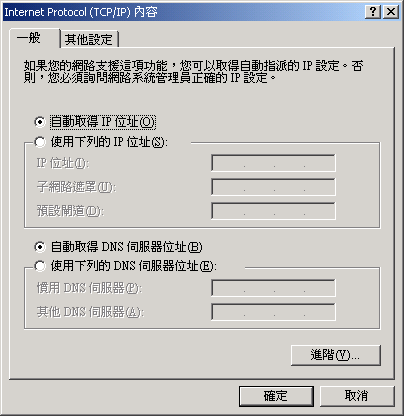 Internet Protocol (TCP/IP) 內容
一般 其他設定
如果您的網路支援這項功能，您可以取得自動指派的 IP 設定。否
則，您必須詢問網路系統管理員正確的 IP 設定。
自動取得 IP 位址(O)
使用下列的 IP 位址(S):
IP 位址(I):
子網路遮罩(U):
預設閘道(D):
自動取得 DNS 伺服器位址(B)
使用下列的 DNS 伺服器位址(E):
慣用 DNS 伺服器(P):
其他 DNS 伺服器(A):
進階(V)...
確定 取消